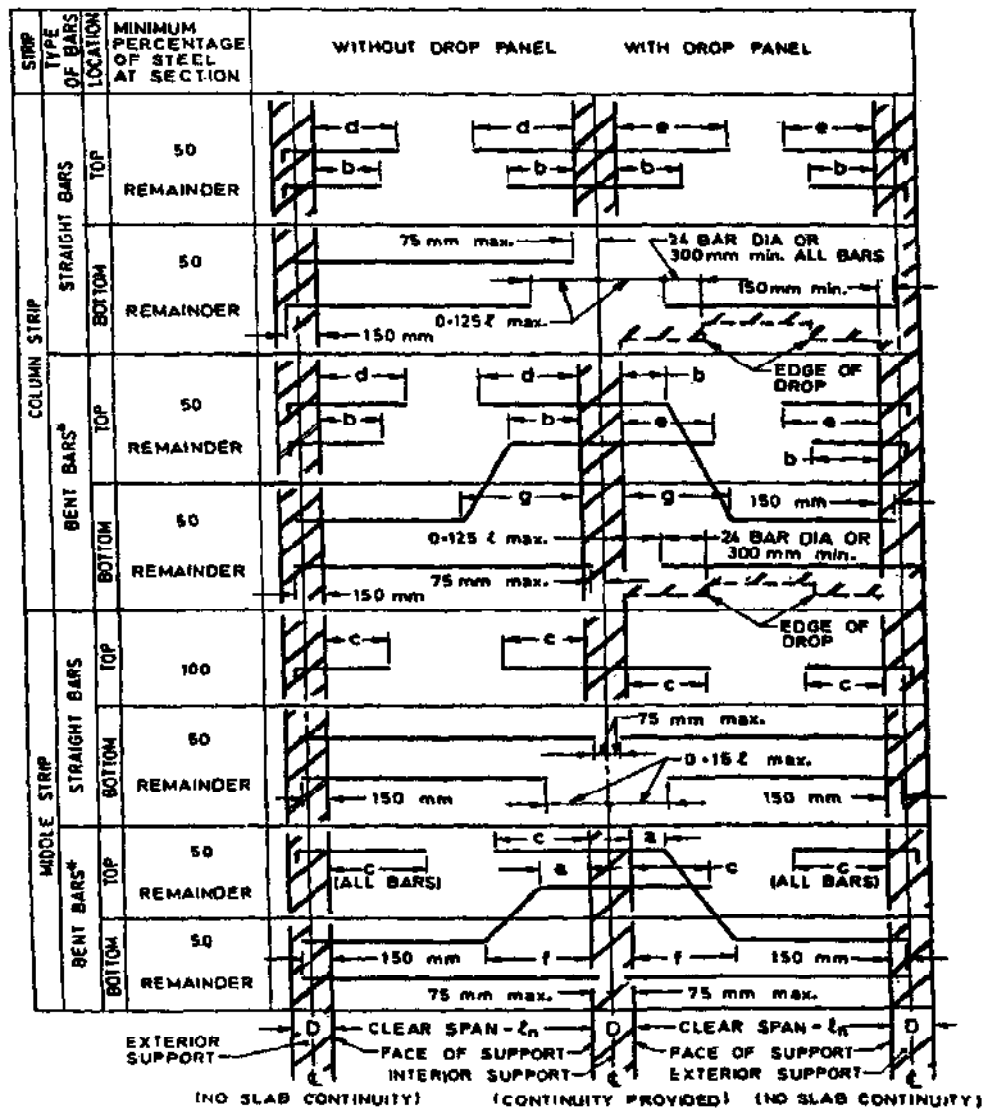 STRIP
TYPE OF BARS
LOCATION
MINIMUM
PERCENTAGE
OF STEEL
AT SECTION
WITHOUT DROP PANEL
WITH DROP PANEL
COLUMN STRIP
STRAIGHT BARS
TOP
50
REMAINDER
d
d
e
e
b
b
b
b
BOTTOM
50
REMAINDER
75 mm max.
24 BAR DIA OR
300mm min. ALL BARS
150mm min.
0·125 ℓ max.
150 mm
EDGE OF
DROP
BENT BARS*
TOP
50
REMAINDER
d
d
b
b
b
e
e
b
BOTTOM
50
REMAINDER
g
g
150 mm
0·125 ℓ max.
24 BAR DIA OR
300mm min.
75 mm max.
150 mm
EDGE OF
DROP
MIDDLE STRIP
STRAIGHT BARS
TOP
100
c
c
c
c
BOTTOM
50
REMAINDER
75 mm max.
0·15 ℓ max.
150 mm
150 mm
BENT BARS*
TOP
50
REMAINDER
c
a
c
a
c
c
(ALL BARS)
(ALL BARS)
BOTTOM
50
REMAINDER
150 mm
f
f
150 mm
75 mm max.
75 mm max.
D
CLEAR SPAN - ℓn
D
CLEAR SPAN - ℓn
D
EXTERIOR
SUPPORT
FACE OF SUPPORT
INTERIOR SUPPORT
FACE OF SUPPORT
EXTERIOR SUPPORT
℄
℄
℄
(NO SLAB CONTINUITY)
(CONTINUITY PROVIDED)
(NO SLAB CONTINUITY)